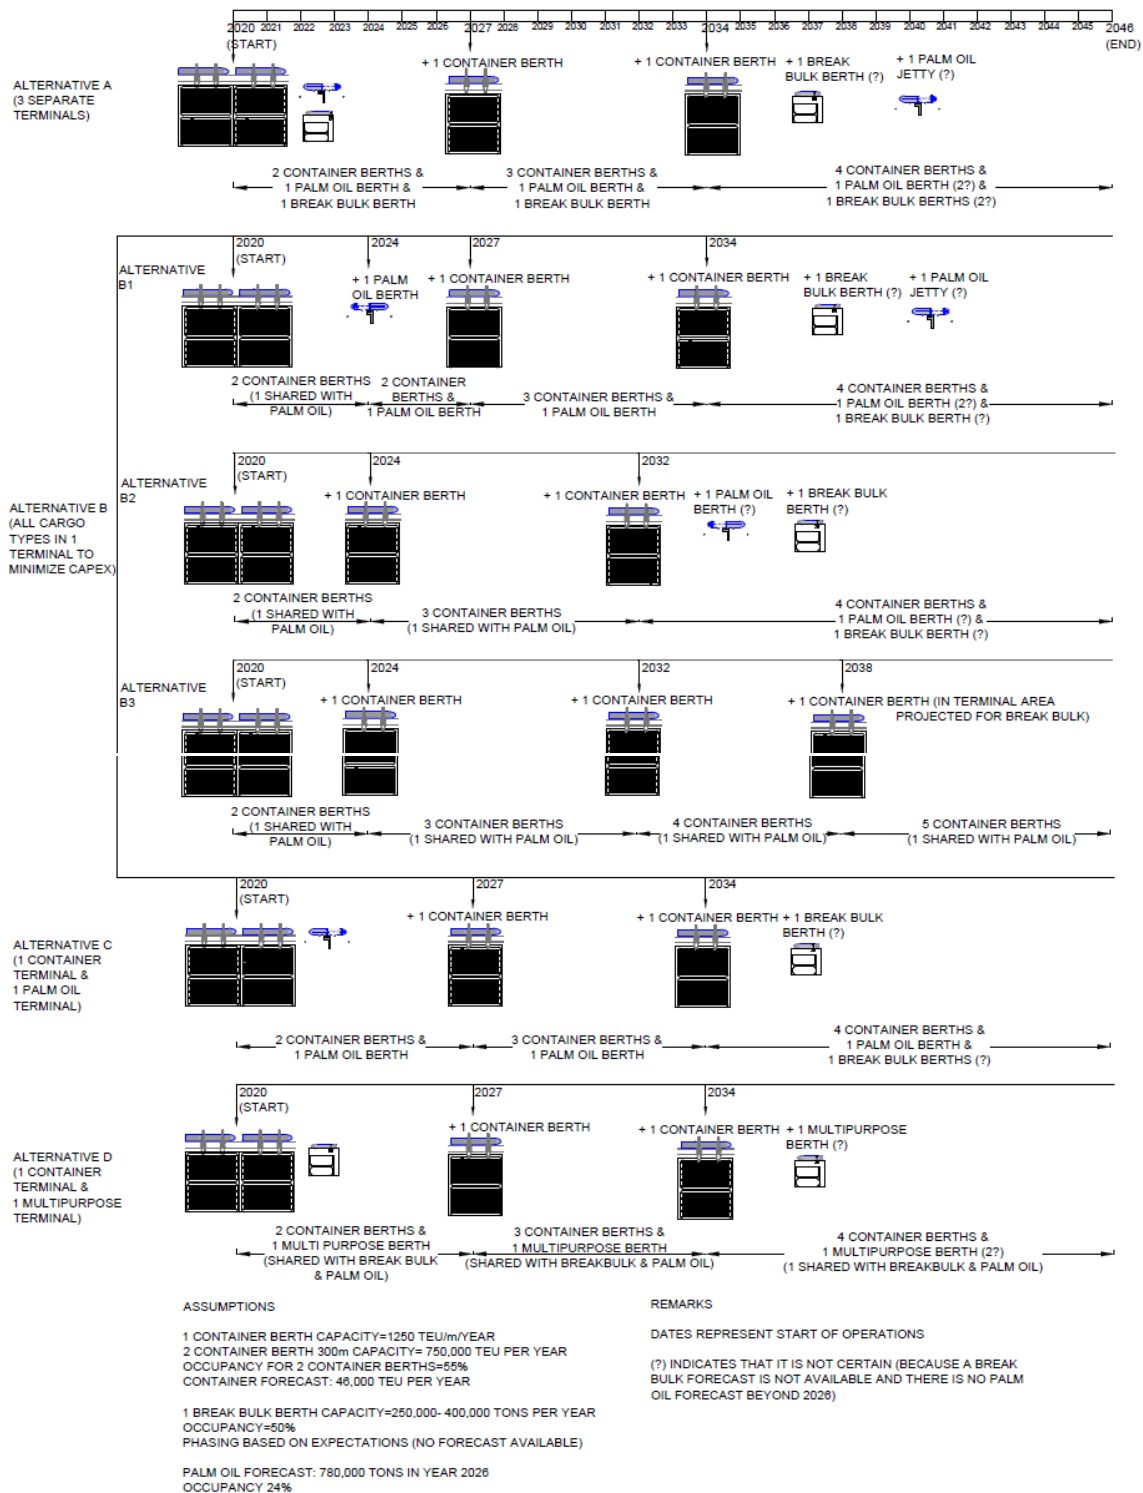 2020 2021 2022 2023 2024 2025 2026 2027 2028 2029 2030 2031 2032 2033 2034 2035 2036 2037 2038 2039 2040 2041 2042 2043 2044 2045 2046
(START) (END)
ALTERNATIVE A
(3 SEPARATE
TERMINALS)
+ 1 CONTAINER BERTH
+ 1 CONTAINER BERTH
+ 1 BREAK
BULK BERTH (?)
+ 1 PALM OIL
JETTY (?)
2 CONTAINER BERTHS &
1 PALM OIL BERTH &
1 BREAK BULK BERTH
3 CONTAINER BERTHS &
1 PALM OIL BERTH &
1 BREAK BULK BERTH
4 CONTAINER BERTHS &
1 PALM OIL BERTH (2?) &
1 BREAK BULK BERTHS (2?)
ALTERNATIVE B
(ALL CARGO
TYPES IN 1
TERMINAL TO
MINIMIZE CAPEX)
ALTERNATIVE
B1
2020
(START)
2024
2027
2034
+ 1 PALM
OIL BERTH
+ 1 CONTAINER BERTH
+ 1 CONTAINER BERTH
+ 1 BREAK
BULK BERTH (?)
+ 1 PALM OIL
JETTY (?)
2 CONTAINER BERTHS
(1 SHARED WITH
PALM OIL)
2 CONTAINER
BERTHS &
1 PALM OIL BERTH
3 CONTAINER BERTHS &
1 PALM OIL BERTH
4 CONTAINER BERTHS &
1 PALM OIL BERTH (2?) &
1 BREAK BULK BERTH (?)
ALTERNATIVE
B2
2020
(START)
2024
2032
+ 1 CONTAINER BERTH
+ 1 CONTAINER BERTH
+ 1 PALM OIL
BERTH (?)
+ 1 BREAK BULK
BERTH (?)
2 CONTAINER BERTHS
(1 SHARED WITH
PALM OIL)
3 CONTAINER BERTHS
(1 SHARED WITH PALM OIL)
4 CONTAINER BERTHS &
1 PALM OIL BERTH (?) &
1 BREAK BULK BERTH (?)
ALTERNATIVE
B3
2020
(START)
2024
2032
2038
+ 1 CONTAINER BERTH
+ 1 CONTAINER BERTH
+ 1 CONTAINER BERTH (IN TERMINAL AREA
PROJECTED FOR BREAK BULK)
2 CONTAINER BERTHS
(1 SHARED WITH
PALM OIL)
3 CONTAINER BERTHS
(1 SHARED WITH PALM OIL)
4 CONTAINER BERTHS
(1 SHARED WITH PALM OIL)
5 CONTAINER BERTHS
(1 SHARED WITH PALM OIL)
ALTERNATIVE C
(1 CONTAINER
TERMINAL &
1 PALM OIL
TERMINAL)
2020
(START)
2027
2034
+ 1 CONTAINER BERTH
+ 1 CONTAINER BERTH
+ 1 BREAK BULK
BERTH (?)
2 CONTAINER BERTHS &
1 PALM OIL BERTH
3 CONTAINER BERTHS &
1 PALM OIL BERTH
4 CONTAINER BERTHS &
1 PALM OIL BERTH &
1 BREAK BULK BERTHS (?)
ALTERNATIVE D
(1 CONTAINER
TERMINAL &
1 MULTIPURPOSE
TERMINAL)
2020
(START)
2027
2034
+ 1 CONTAINER BERTH
+ 1 CONTAINER BERTH
+ 1 MULTIPURPOSE
BERTH (?)
2 CONTAINER BERTHS &
1 MULTI PURPOSE BERTH
(SHARED WITH BREAK BULK
& PALM OIL)
3 CONTAINER BERTHS &
1 MULTIPURPOSE BERTH
(SHARED WITH BREAKBULK & PALM OIL)
4 CONTAINER BERTHS &
1 MULTIPURPOSE BERTH (2?)
(1 SHARED WITH BREAKBULK & PALM OIL)
ASSUMPTIONS
1 CONTAINER BERTH CAPACITY=1250 TEU/m/YEAR
2 CONTAINER BERTH 300m CAPACITY= 750,000 TEU PER YEAR
OCCUPANCY FOR 2 CONTAINER BERTHS=55%
CONTAINER FORECAST: 46,000 TEU PER YEAR
1 BREAK BULK BERTH CAPACITY=250,000- 400,000 TONS PER YEAR
OCCUPANCY=50%
PHASING BASED ON EXPECTATIONS (NO FORECAST AVAILABLE)
PALM OIL FORECAST: 780,000 TONS IN YEAR 2026
OCCUPANCY 24%
REMARKS
DATES REPRESENT START OF OPERATIONS
(?) INDICATES THAT IT IS NOT CERTAIN (BECAUSE A BREAK
BULK FORECAST IS NOT AVAILABLE AND THERE IS NO PALM
OIL FORECAST BEYOND 2026)